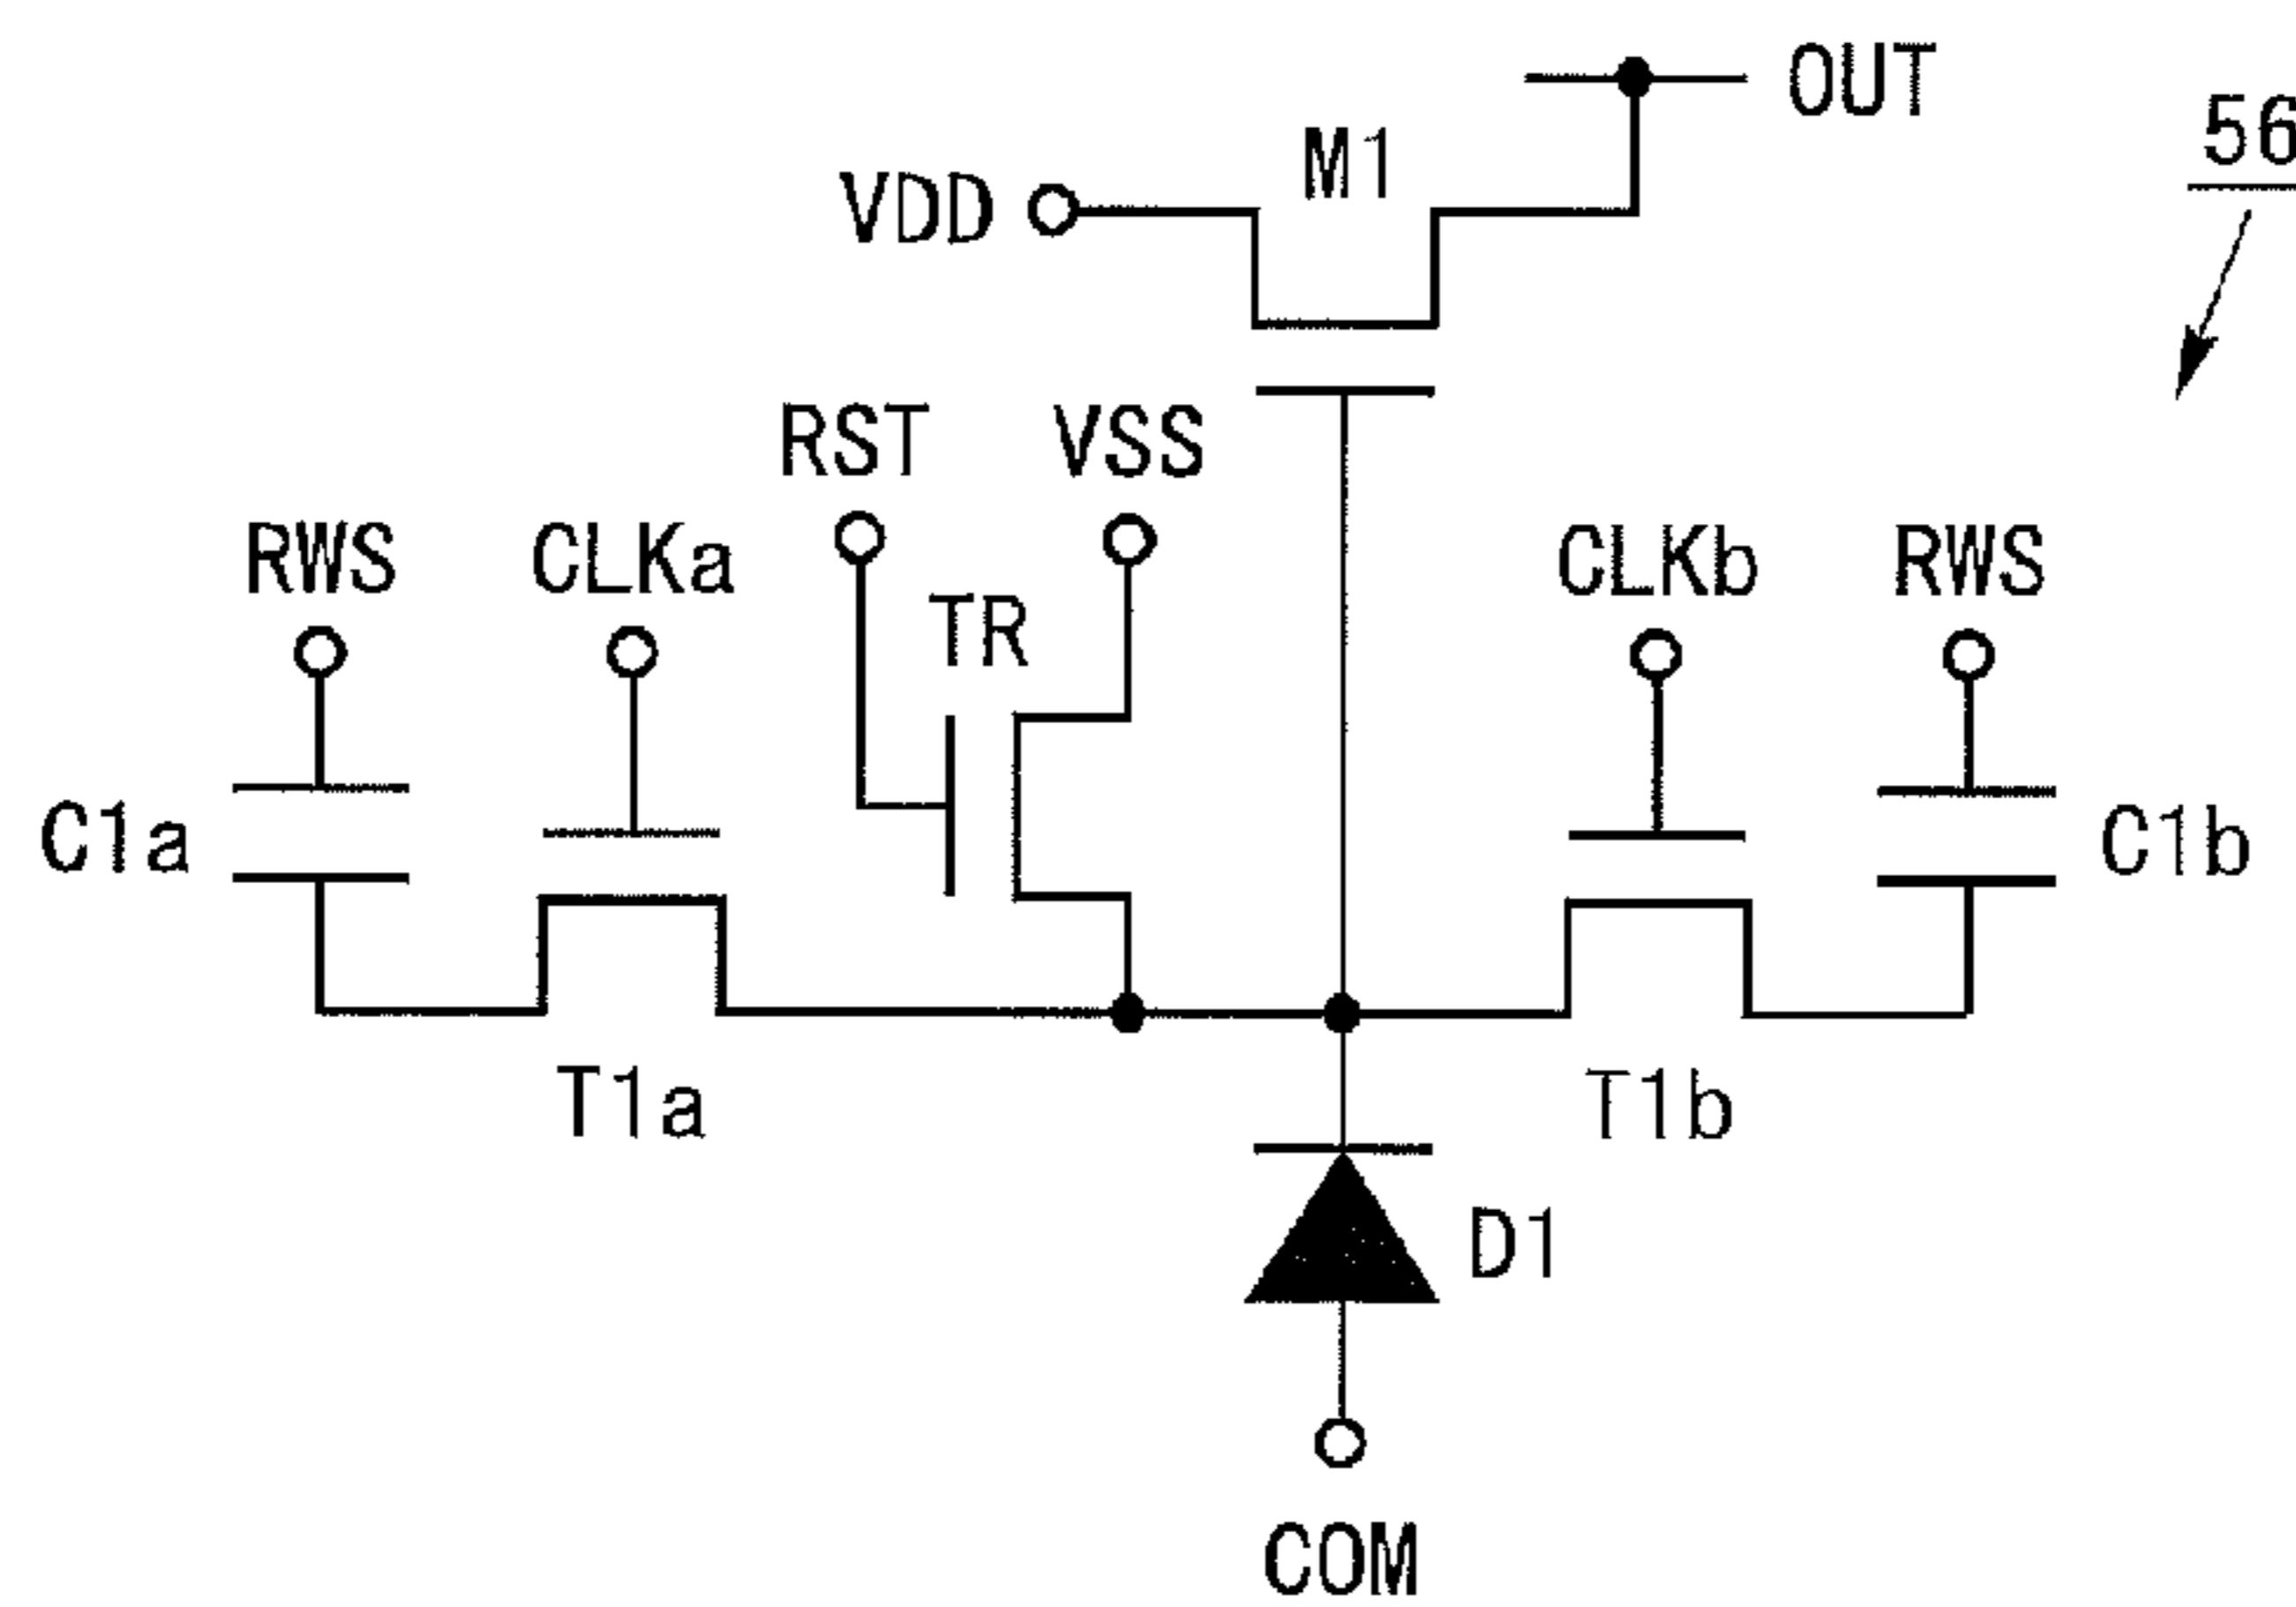 OUT
56
M1
VDD
RST
VSS
RWS
CLKa
CLKb
RWS
TR
C1a
C1b
T1a
T1b
D1
COM